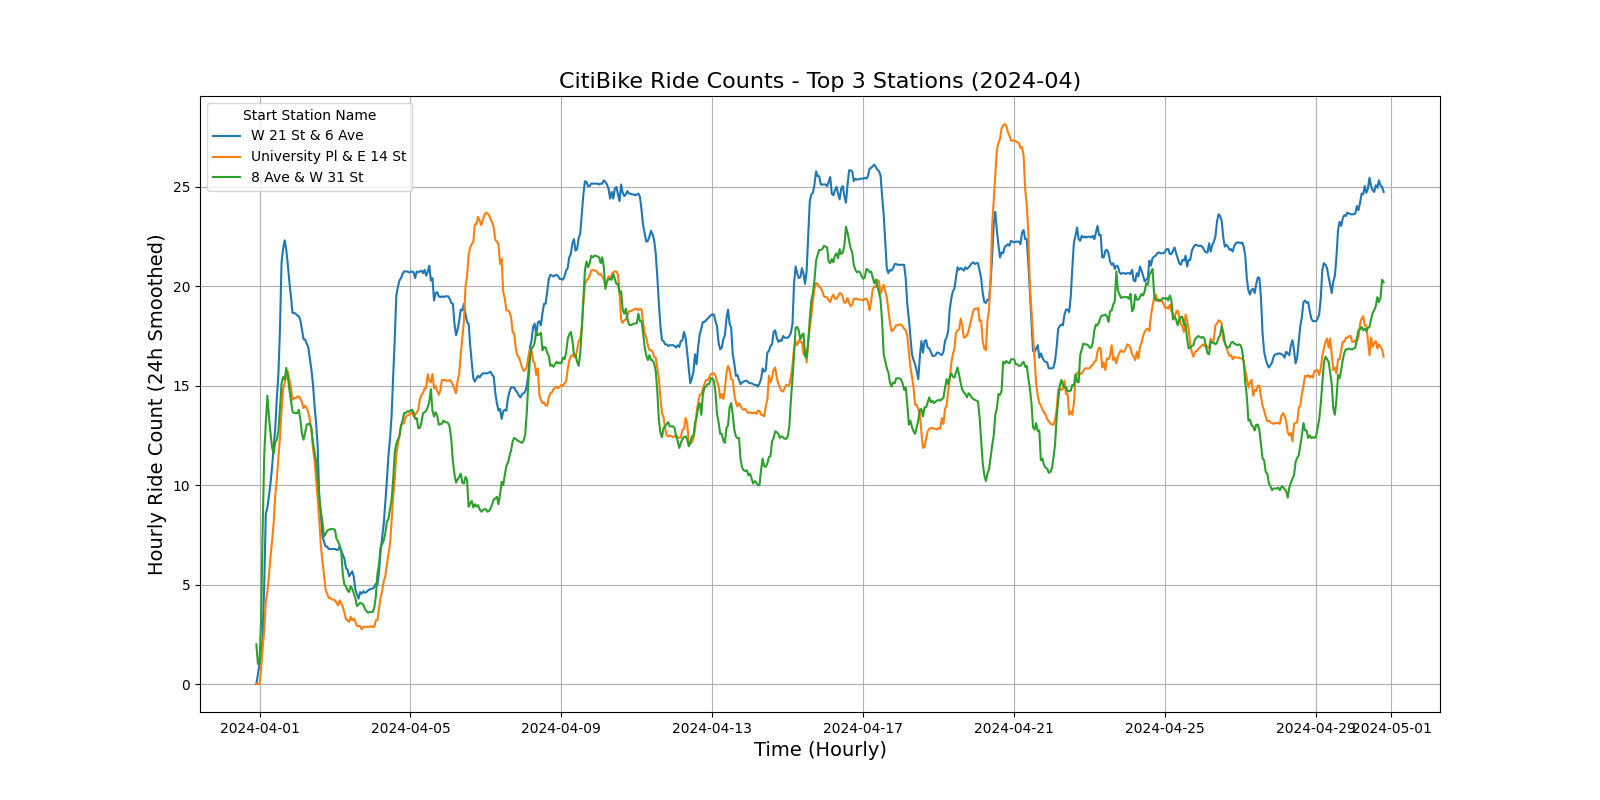 CitiBike Ride Counts - Top 3 Stations (2024-04)
Start Station Name
W 21 St & 6 Ave
University Pl & E 14 St
8 Ave & W 31 St
Hourly Ride Count (24h Smoothed)
25
20
15
10
5
0
2024-04-01 2024-04-05 2024-04-09 2024-04-13 2024-04-17 2024-04-21 2024-04-25 2024-04-29 2024-05-01
Time (Hourly)